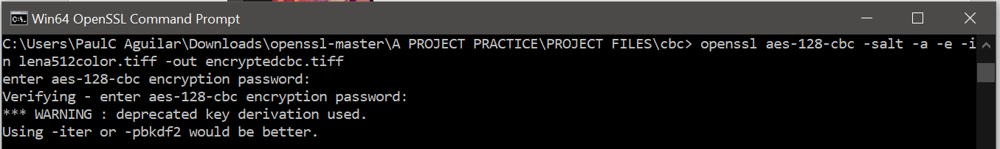 Win64 OpenSSL Command Prompt
C:\Users\PaulC Aguilar\Downloads\openssl-master\A PROJECT PRACTICE\PROJECT FILES\cbc> openssl aes-128-cbc -salt -a -e -i
n lena512color.tiff -out encryptedcbc.tiff
enter aes-128-cbc encryption password:
Verifying - enter aes-128-cbc encryption password:
*** WARNING : deprecated key derivation used.
Using -iter or -pbkdf2 would be better.